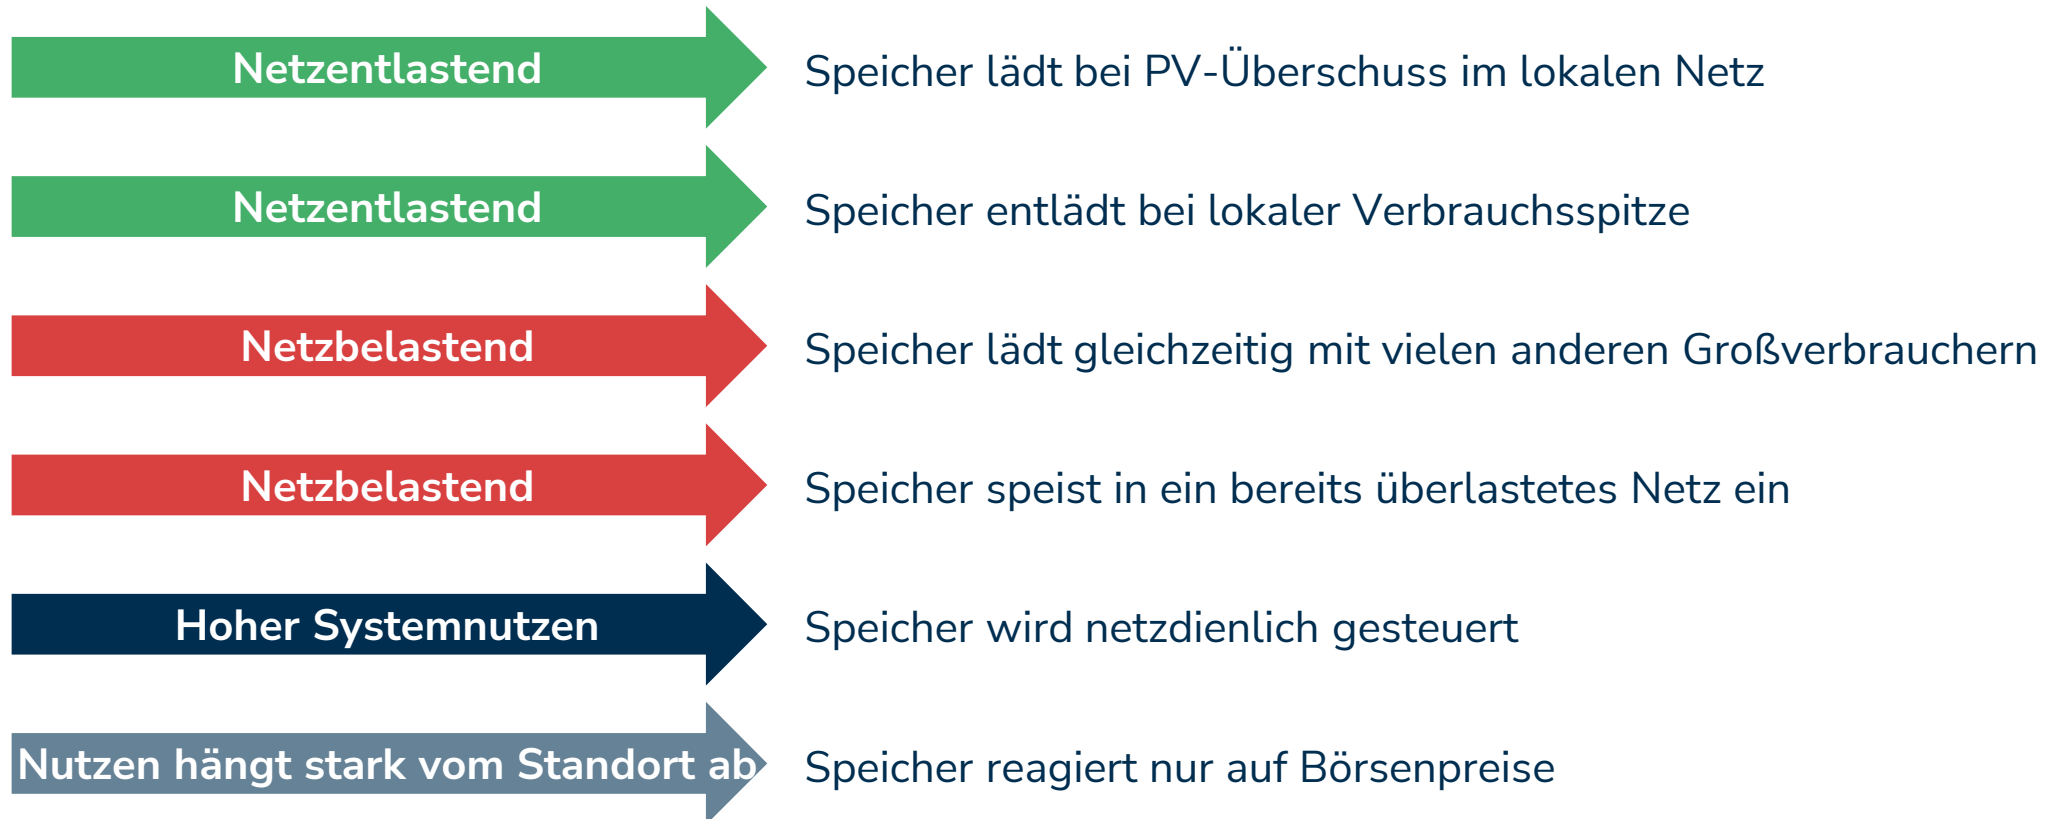 Netzentlastend Speicher lädt bei PV-Überschuss im lokalen Netz
Netzentlastend Speicher entlädt bei lokaler Verbrauchsspitze
Netzbelastend Speicher lädt gleichzeitig mit vielen anderen Großverbrauchern
Netzbelastend Speicher speist in ein bereits überlastetes Netz ein
Hoher Systemnutzen Speicher wird netzdienlich gesteuert
Nutzen hängt stark vom Standort ab Speicher reagiert nur auf Börsenpreise